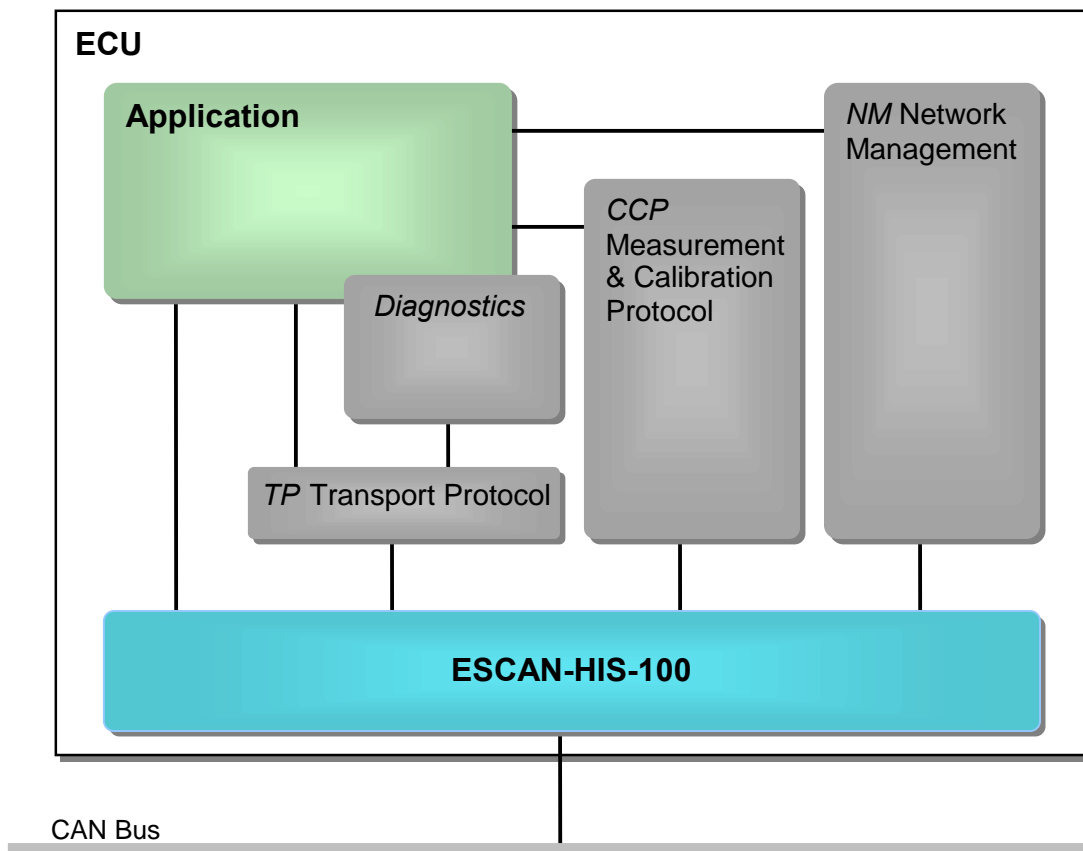 ECU
Application
NM Network
Management
CCP
Measurement
& Calibration
Protocol
Diagnostics
TP Transport Protocol
ESCAN-HIS-100
CAN Bus